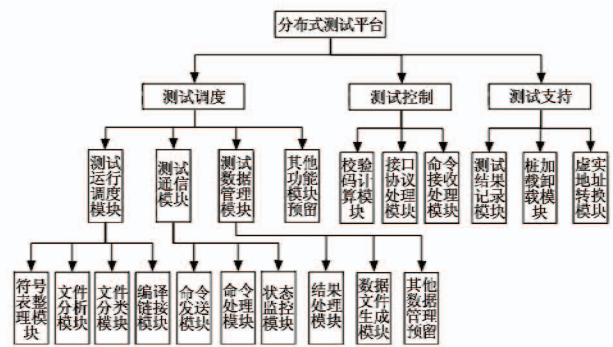 分布式测试平台
测试调度
测试控制
测试支持
测试
运行
调度
模块
测试
通信
模块
测试
数据
管理
模块
其他
功能
模块
预留
校验
码计
算模
块
接口
协议
处理
模块
命令
接收
处理
模块
测试
结果
记录
模块
桩加
载卸
载模
块
虚实
地址
转换
模块
符号
表整
理模
块
文件
分析
模块
文件
分类
模块
编译
链接
模块
命令
发送
模块
命令
处理
模块
状态
监控
模块
结果
处理
模块
数据
文件
生成
模块
其他
数据
管理
预留